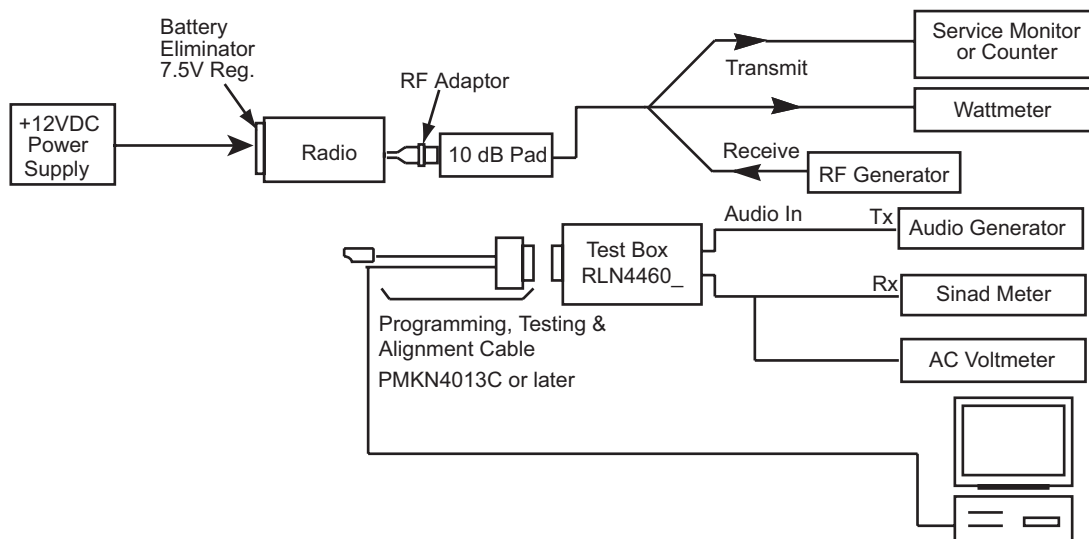 Battery
Eliminator
7.5V Reg.
RF Adaptor
+12VDC
Power
Supply
Radio
10 dB Pad
Transmit
Service Monitor
or Counter
Wattmeter
Receive
RF Generator
Audio In
Tx
Audio Generator
Test Box
RLN4460_
Rx
Sinad Meter
AC Voltmeter
Programming, Testing &
Alignment Cable
PMKN4013C or later